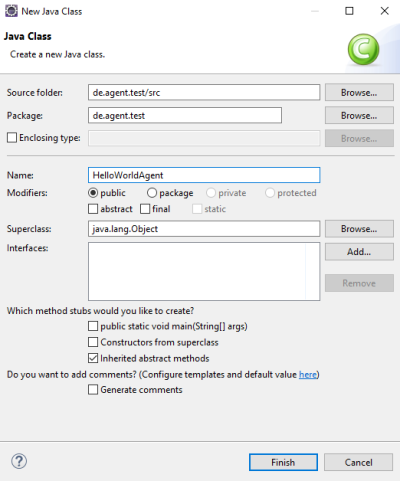 New Java Class
Java Class
Create a new Java class.
C
Source folder: de.agent.test/src Browse...
Package: de.agent.test Browse...
Enclosing type: Browse...
Name: HelloWorldAgent
Modifiers: public package private protected
abstract final static
Superclass: java.lang.Object Browse...
Interfaces: Add...
Remove
Which method stubs would you like to create?
public static void main(String[] args)
Constructors from superclass
Inherited abstract methods
Do you want to add comments? (Configure templates and default value here)
Generate comments
? Finish Cancel